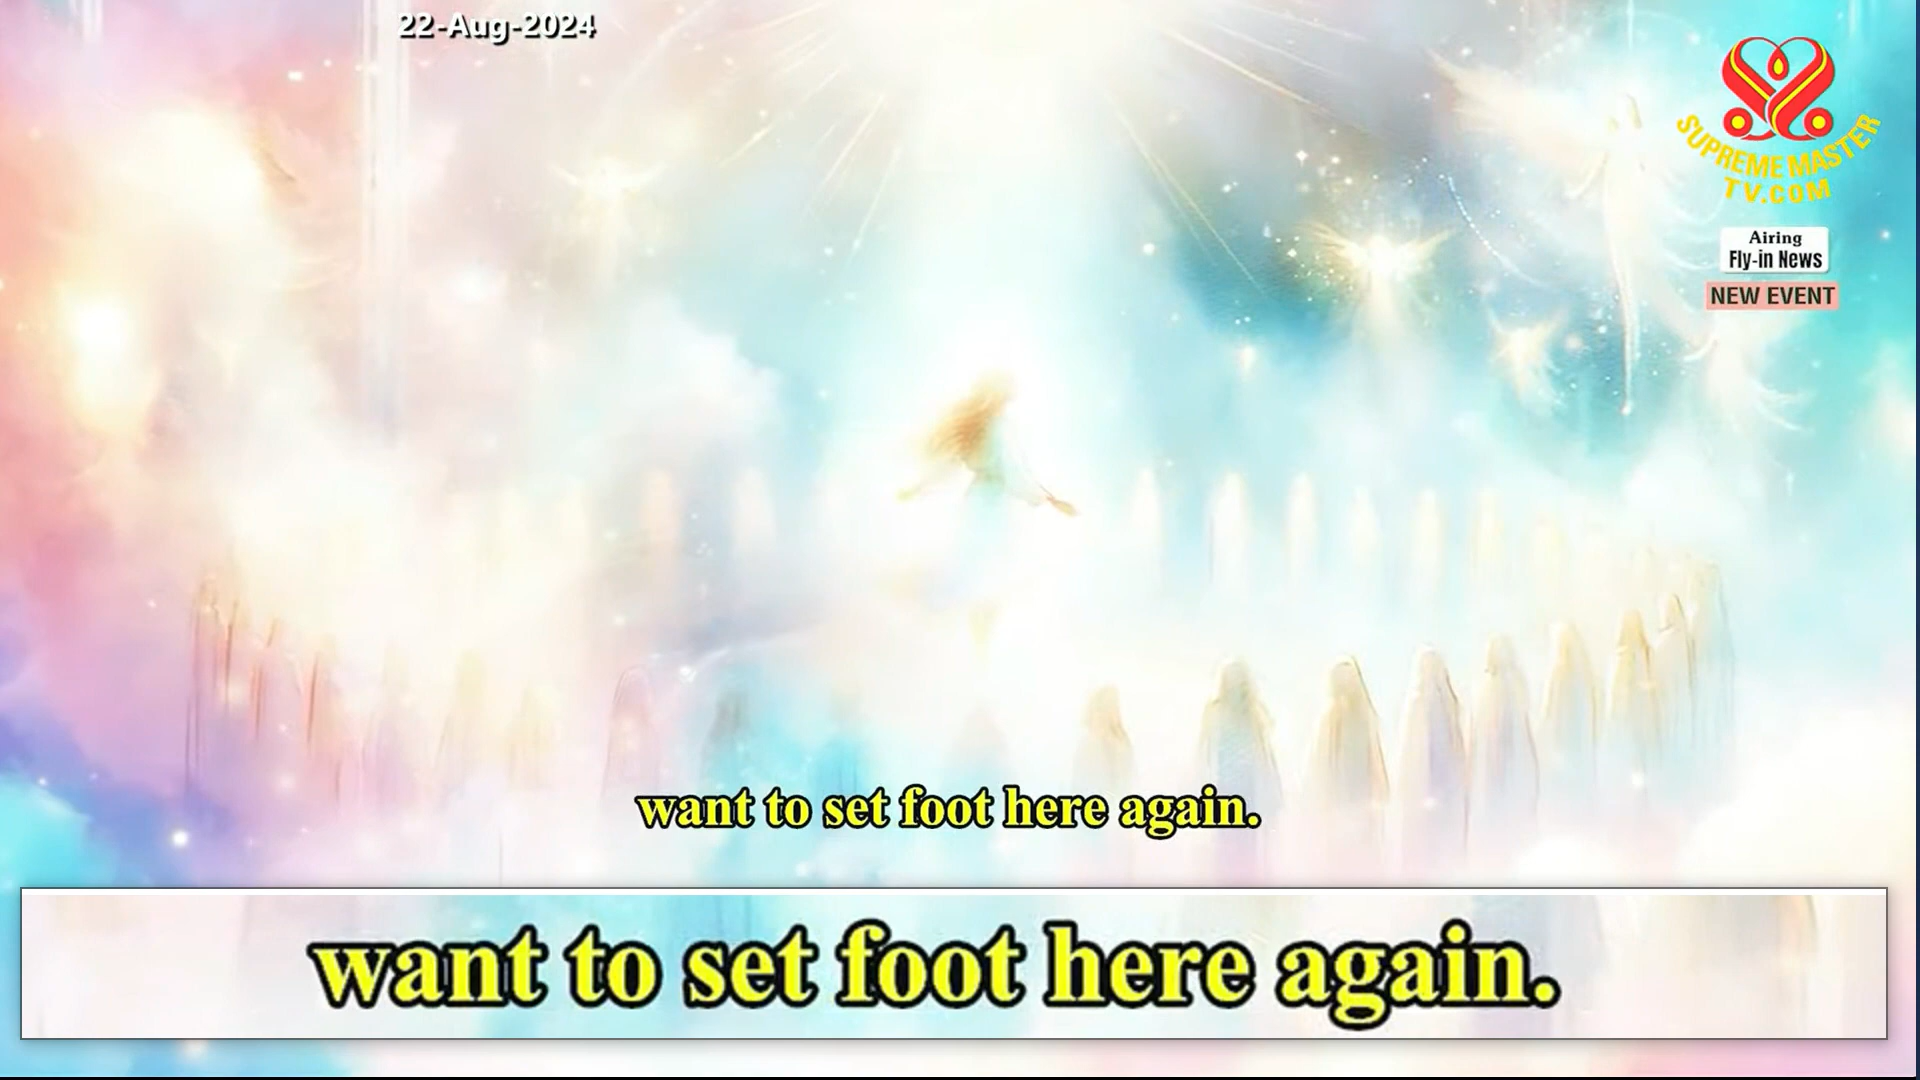 22-Aug-2024
SUPREME MASTER
TV.COM
Airing
Fly-in News
NEW EVENT
want to set foot here again.
want to set foot here again.